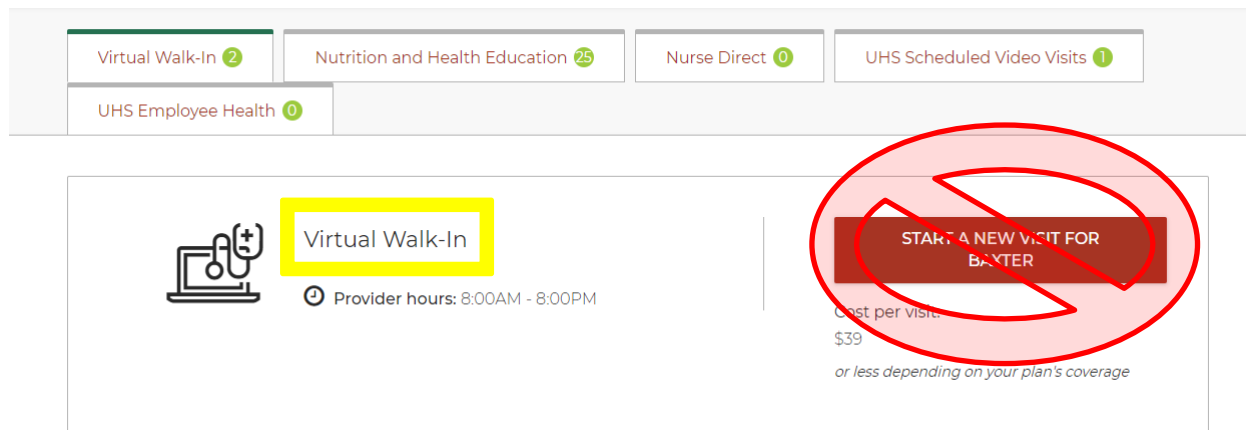 Virtual Walk-In 2
Nutrition and Health Education 25
Nurse Direct 0
UHS Scheduled Video Visits 1
UHS Employee Health 0
Virtual Walk-In
Provider hours: 8:00AM - 8:00PM
START A NEW VISIT FOR
BAXTER
Cost per visit:
$39
or less depending on your plan's coverage